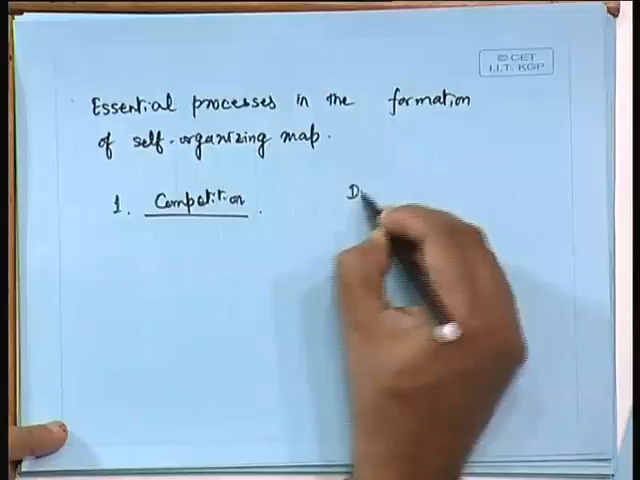 © CET
I.I.T. KGP
Essential processes in the formation
of self-organizing map.
1. Competition. D